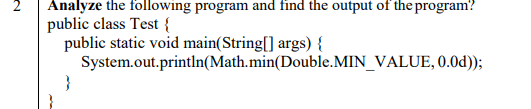 2 Analyze the following program and find the output of the program?
public class Test {
public static void main(String[] args) {
System.out.println(Math.min(Double.MIN_VALUE, 0.0d));
}
}